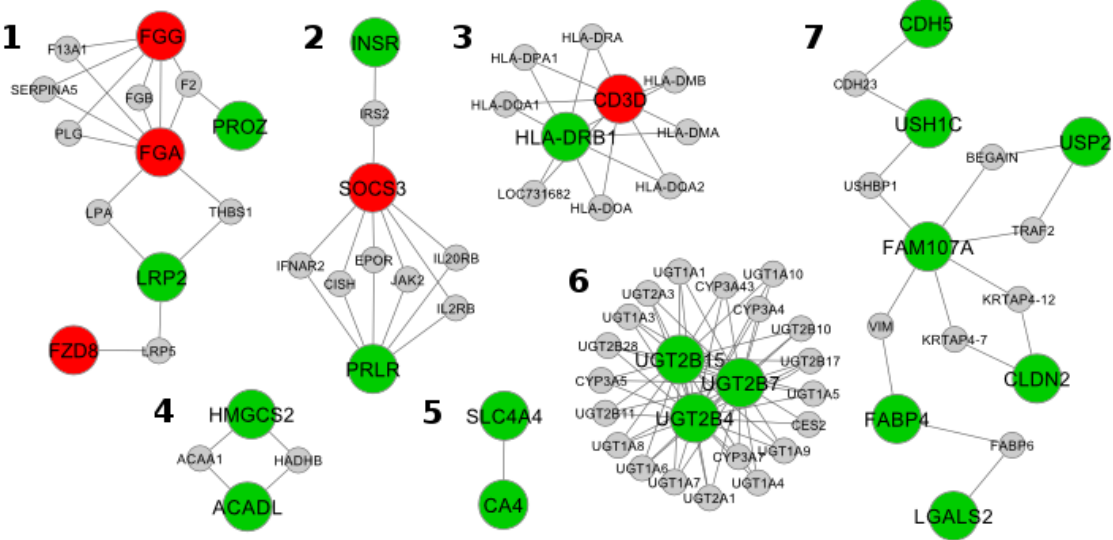 1
FGG
F13A1
SERPINA5
FGB
F2
PLG
PROZ
FGA
LPA
THBS1
LRP2
FZD8
LRP5
2
INSR
IRS2
SOCS3
IFNAR2
CISH
EPOR
JAK2
IL20RB
IL2RB
PRLR
3
HLA-DRA
HLA-DPA1
HLA-DMB
CD3D
HLA-DQA1
HLA-DMA
HLA-DRB1
LOC731682
HLA-DOA
HLA-DQA2
4
HMGCS2
ACAA1
HADHB
ACADL
5
SLC4A4
CA4
6
UGT1A1
UGT1A10
UGT2A3
CYP3A43
UGT1A3
CYP3A4
UGT2B10
UGT2B28
UGT2B15
UGT2B17
CYP3A5
UGT2B7
UGT1A5
UGT2B11
UGT2B4
CES2
UGT1A8
CYP3A7
UGT1A9
UGT1A6
UGT1A7
UGT1A4
UGT2A1
7
CDH5
CDH23
USH1C
USP2
BEGAIN
USHBP1
TRAF2
FAM107A
KRTAP4-12
VIM
KRTAP4-7
CLDN2
FABP4
FABP6
LGALS2